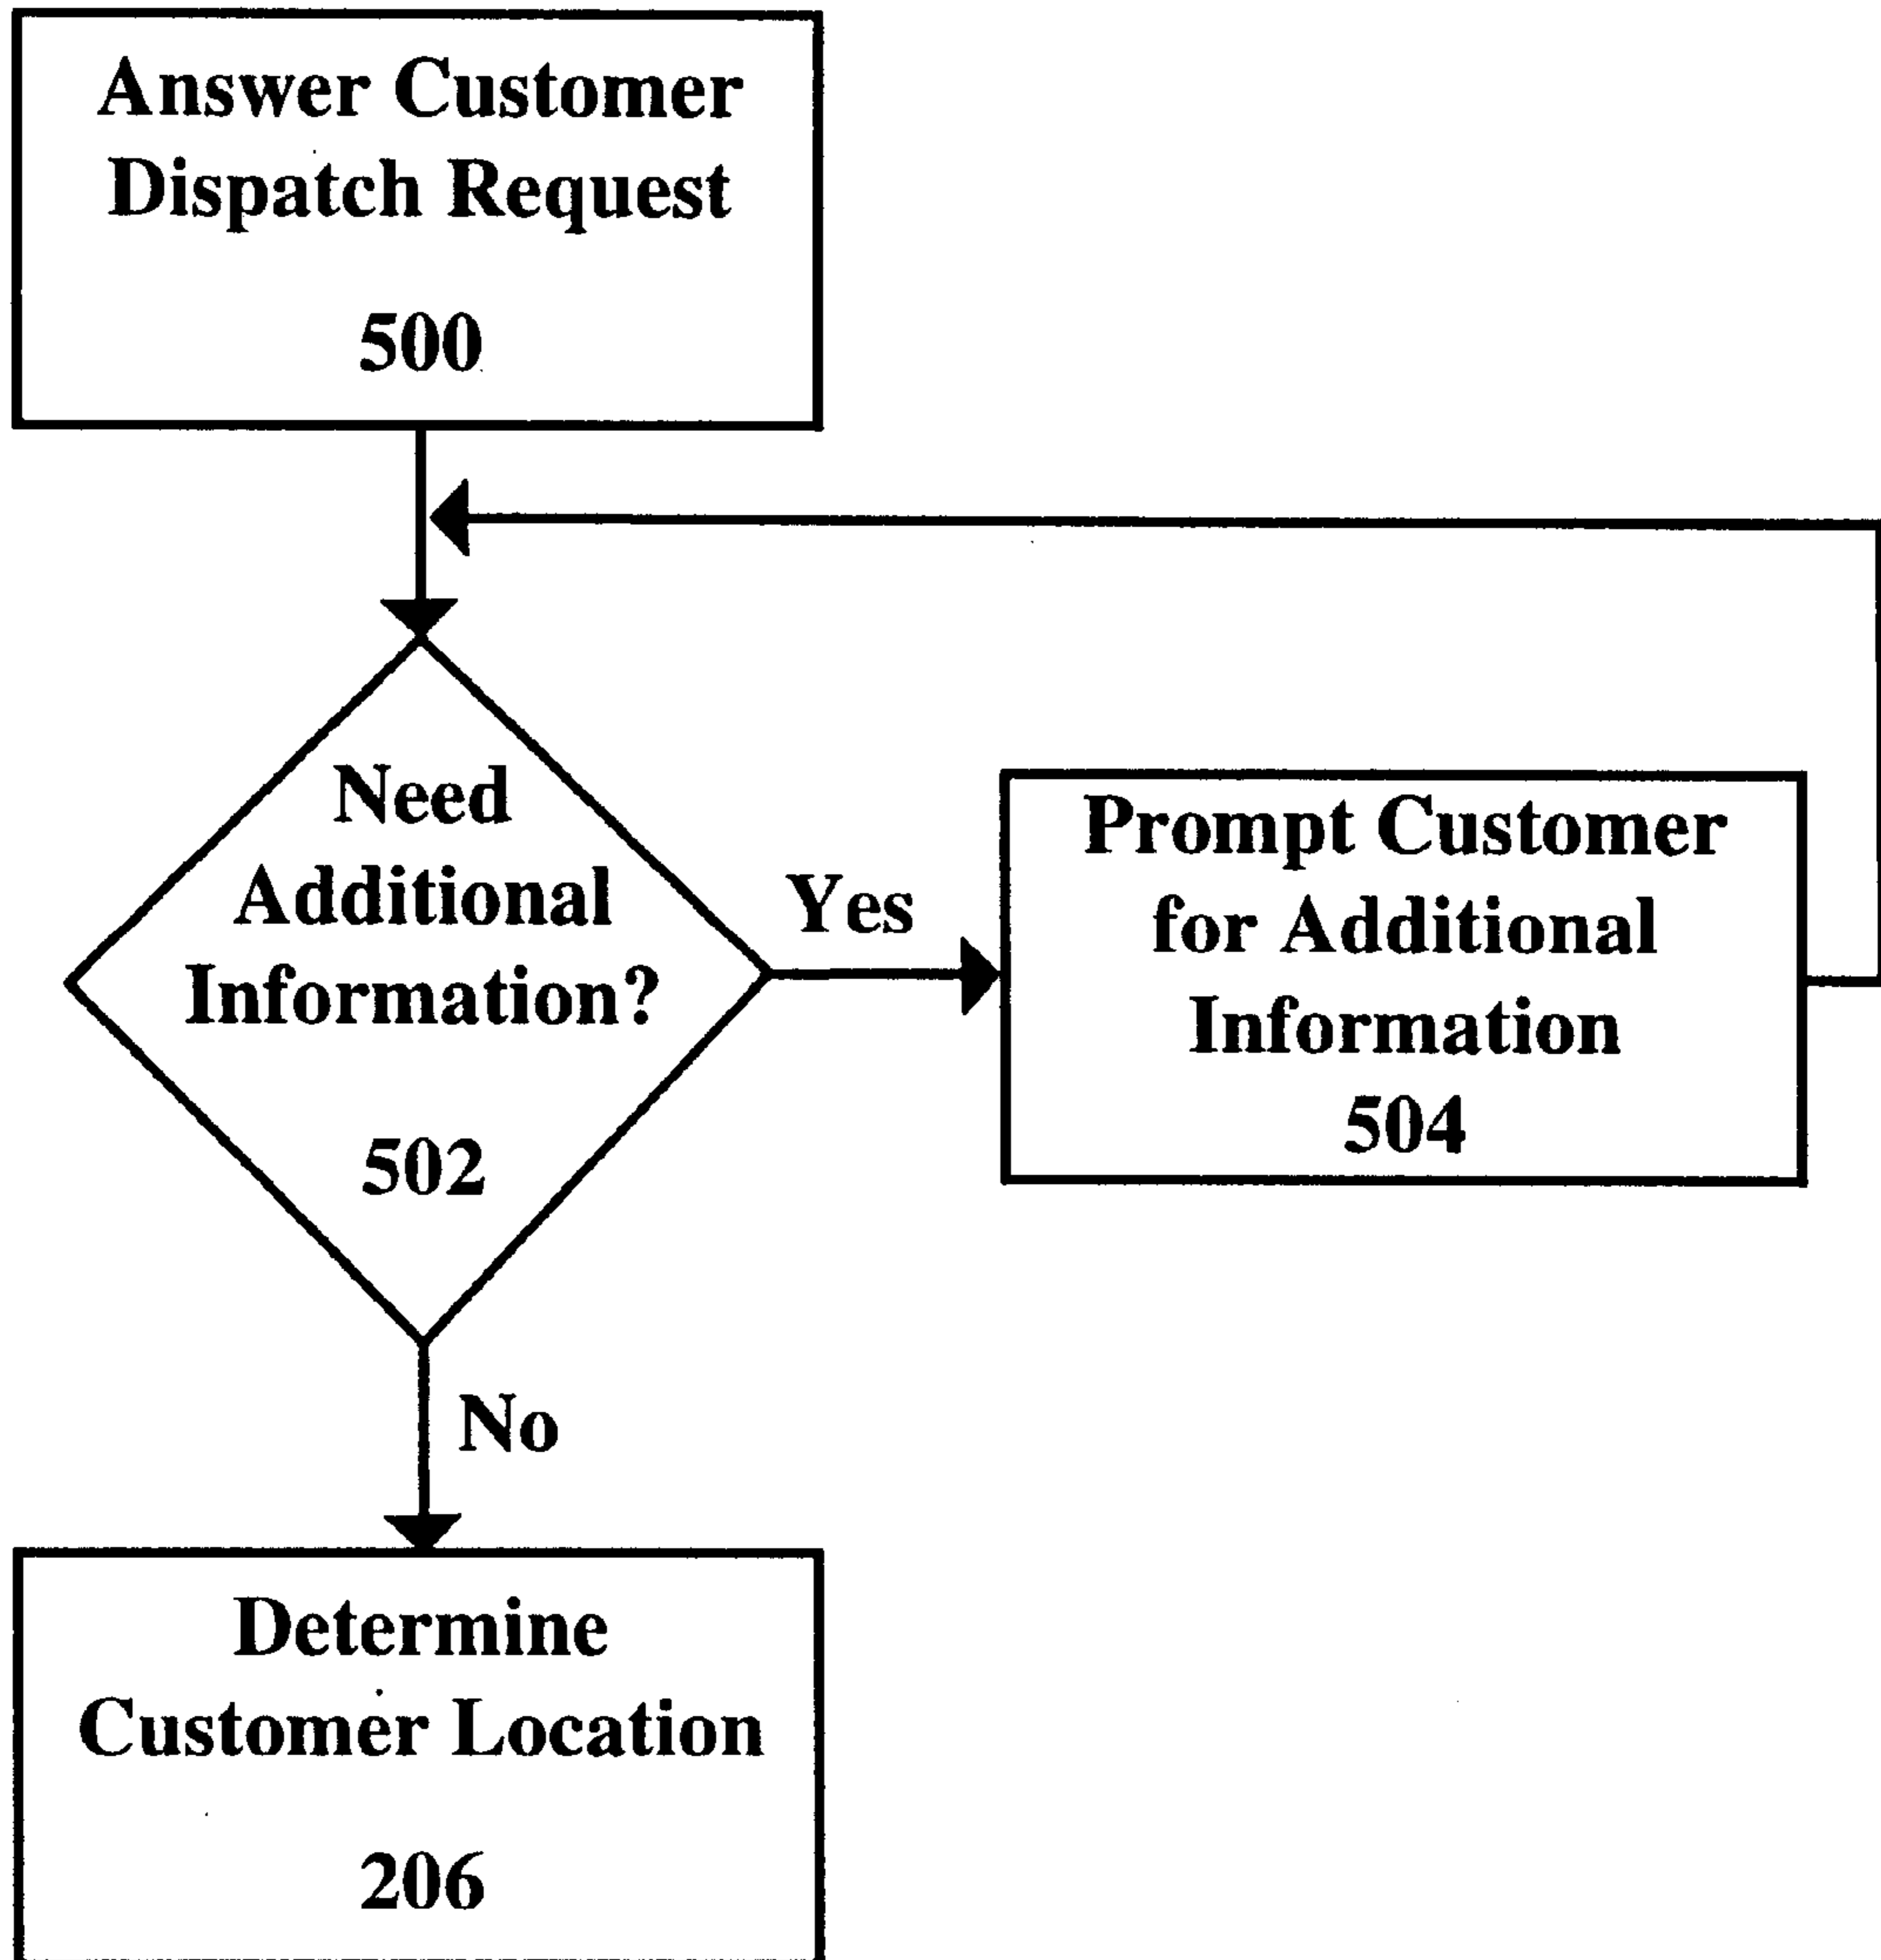 Answer Customer
Dispatch Request
500
Need
Additional
Information?
502
Yes
Prompt Customer
for Additional
Information
504
No
Determine
Customer Location
206